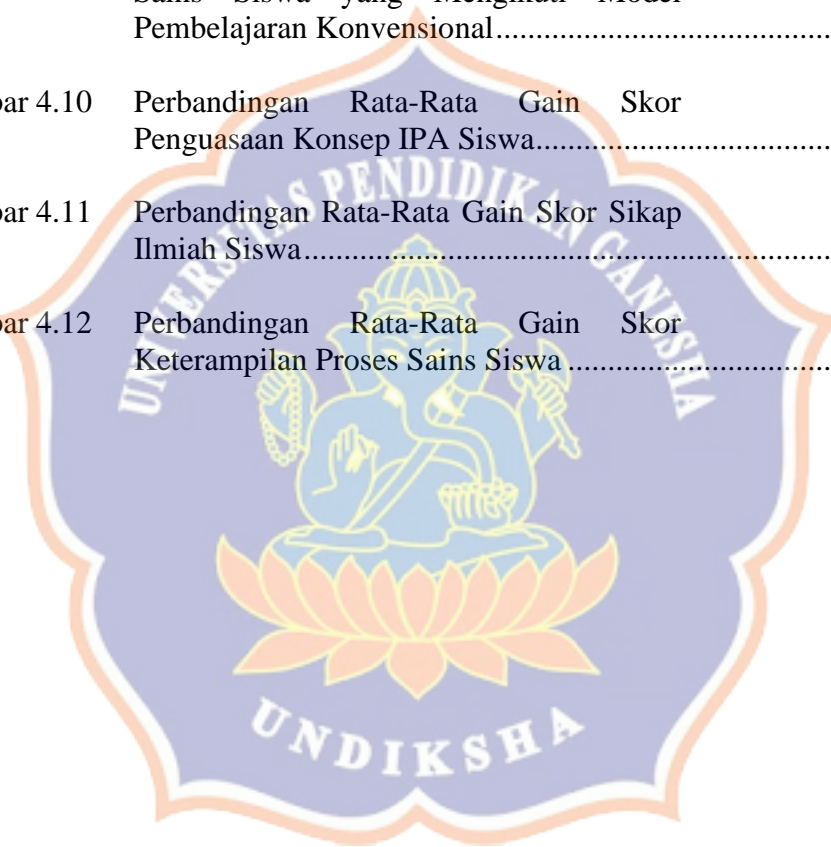 Sains Siswa yang Mengikuti Model
Pembelajaran Konvensional................................................
bar 4.10 Perbandingan Rata-Rata Gain Skor
Penguasaan Konsep IPA Siswa................................................
bar 4.11 Perbandingan Rata-Rata Gain Skor Sikap
Ilmiah Siswa................................................
bar 4.12 Perbandingan Rata-Rata Gain Skor
Keterampilan Proses Sains Siswa ................................................
UNIVERSITAS PENDIDIKAN GANESHA
UNDIKSHA